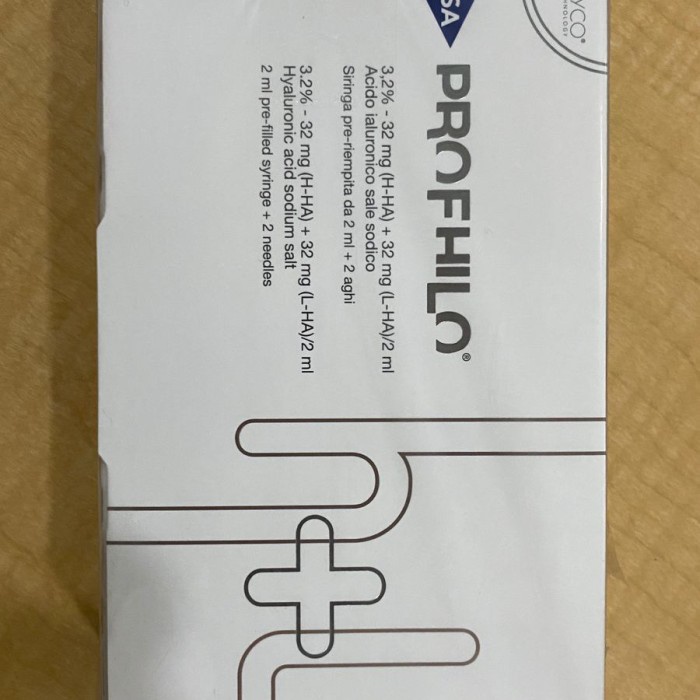 YCO®
HNOLOGY
SA
PROFHILO®
3,2% - 32 mg (H-HA) + 32 mg (L-HA)/2 ml
Acido ialuronico sale sodico
Siringa pre-riempita da 2 ml + 2 aghi
3.2% - 32 mg (H-HA) + 32 mg (L-HA)/2 ml
Hyaluronic acid sodium salt
2 ml pre-filled syringe + 2 needles